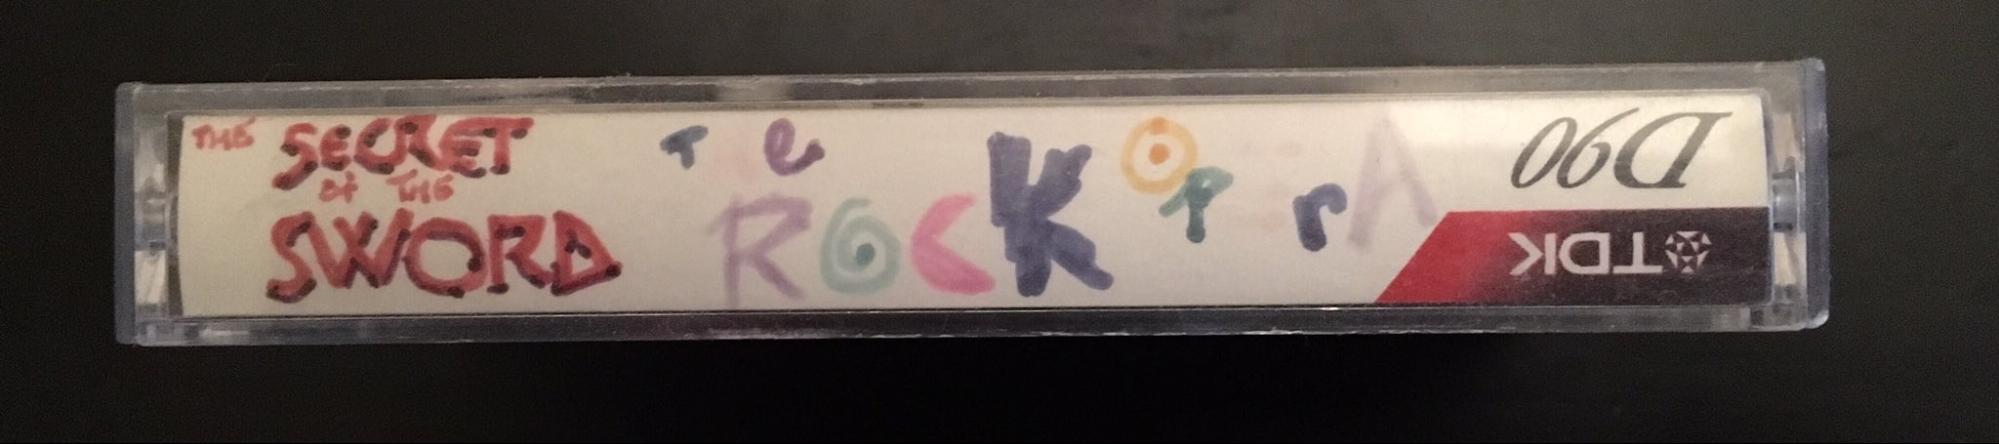 THE SECRET
of THE
SWORD
The
ROCK
OPerA
D90
TDK